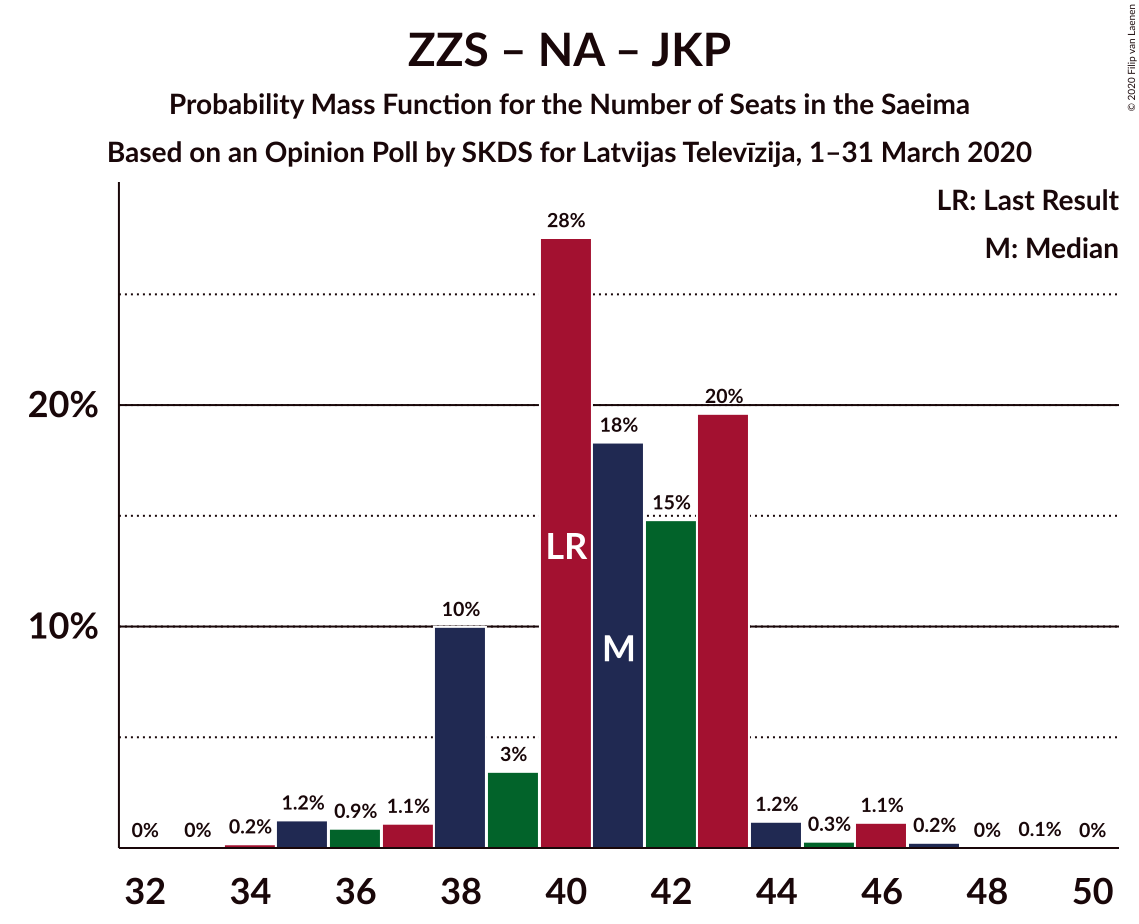 © 2020 Filip van Laenen
ZZS – NA – JKP
Probability Mass Function for the Number of Seats in the Saeima
Based on an Opinion Poll by SKDS for Latvijas Televīzija, 1–31 March 2020
LR: Last Result
M: Median
20%
10%
0%
0%
0.2%
1.2%
0.9%
1.1%
10%
3%
28%
18%
15%
20%
1.2%
0.3%
1.1%
0.2%
0%
0.1%
0%
LR
M
32 34 36 38 40 42 44 46 48 50